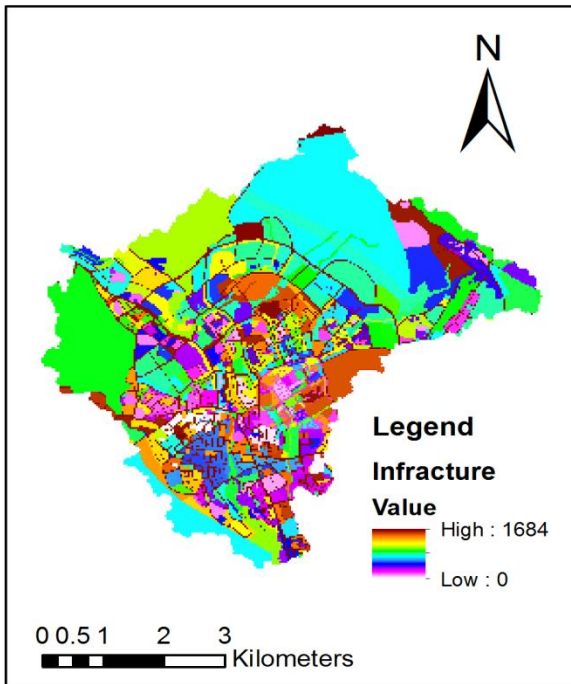 N
Legend
Infracture
Value
High : 1684
Low : 0
0 0.5 1 2 3
Kilometers